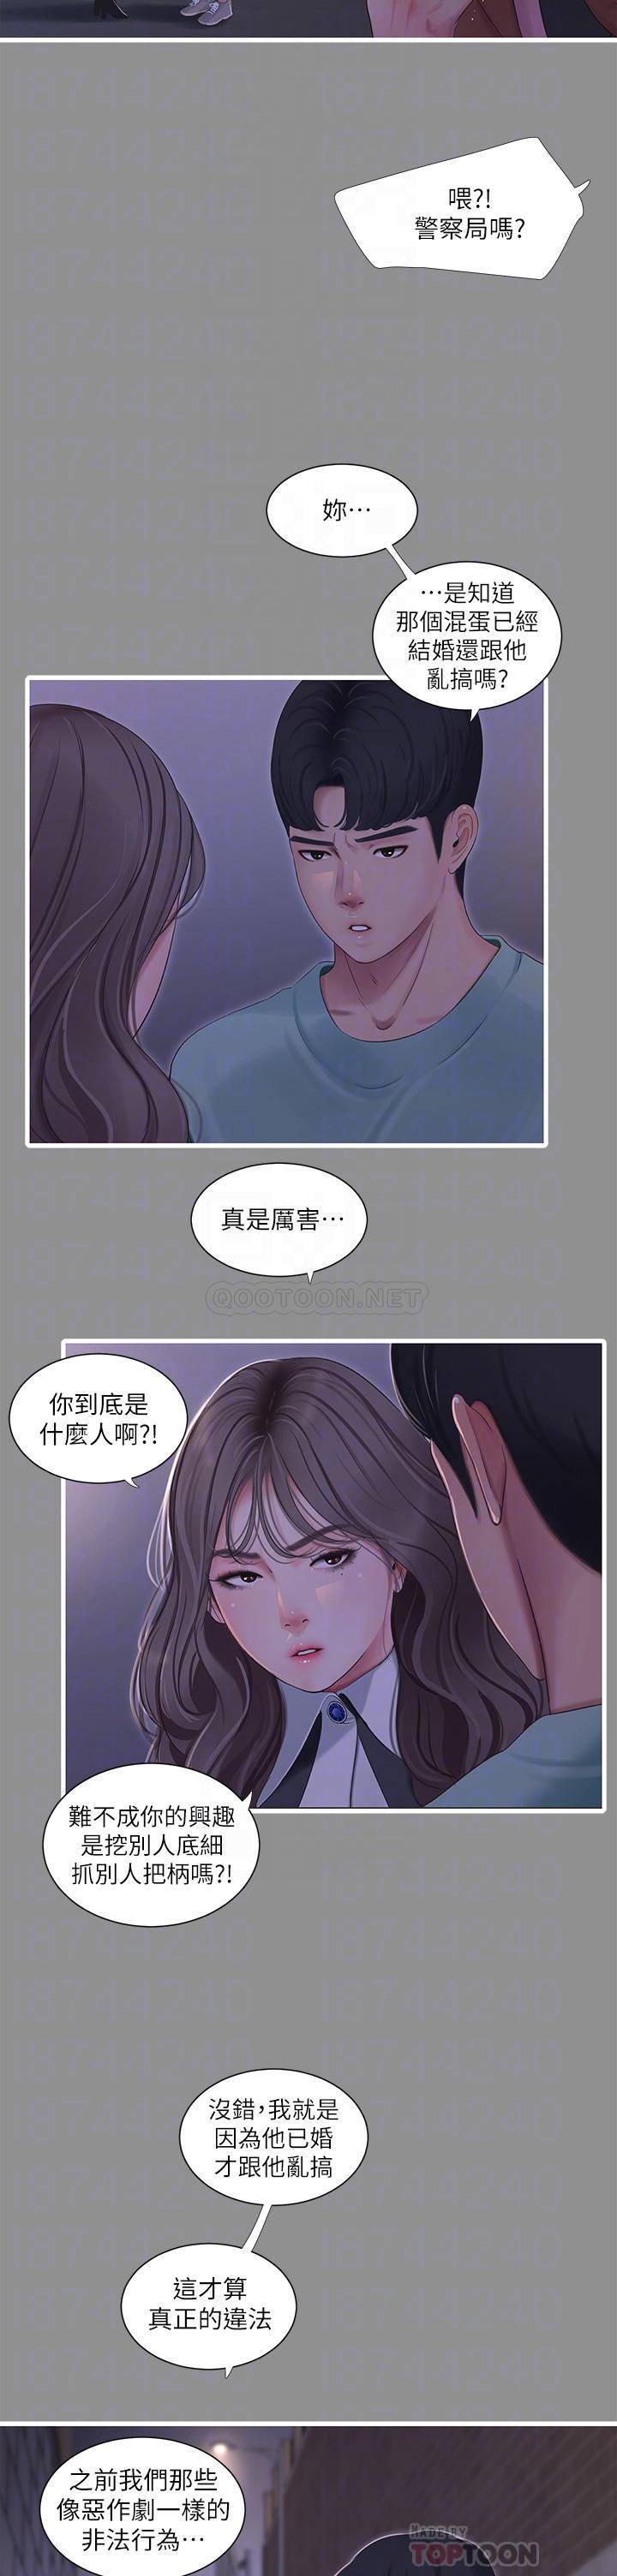 喂?!
警察局嗎?
妳…
…是知道
那個混蛋已經
結婚還跟他
亂搞嗎?
真是厲害…
QOOTOON.NET
你到底是
什麼人啊?!
難不成你的興趣
是挖別人底細
抓別人把柄嗎?!
沒錯，我就是
因為他已婚
才跟他亂搞
這才算
真正的違法
之前我們那些
像惡作劇一樣的
非法行為…
MADE BY
TOPTOON